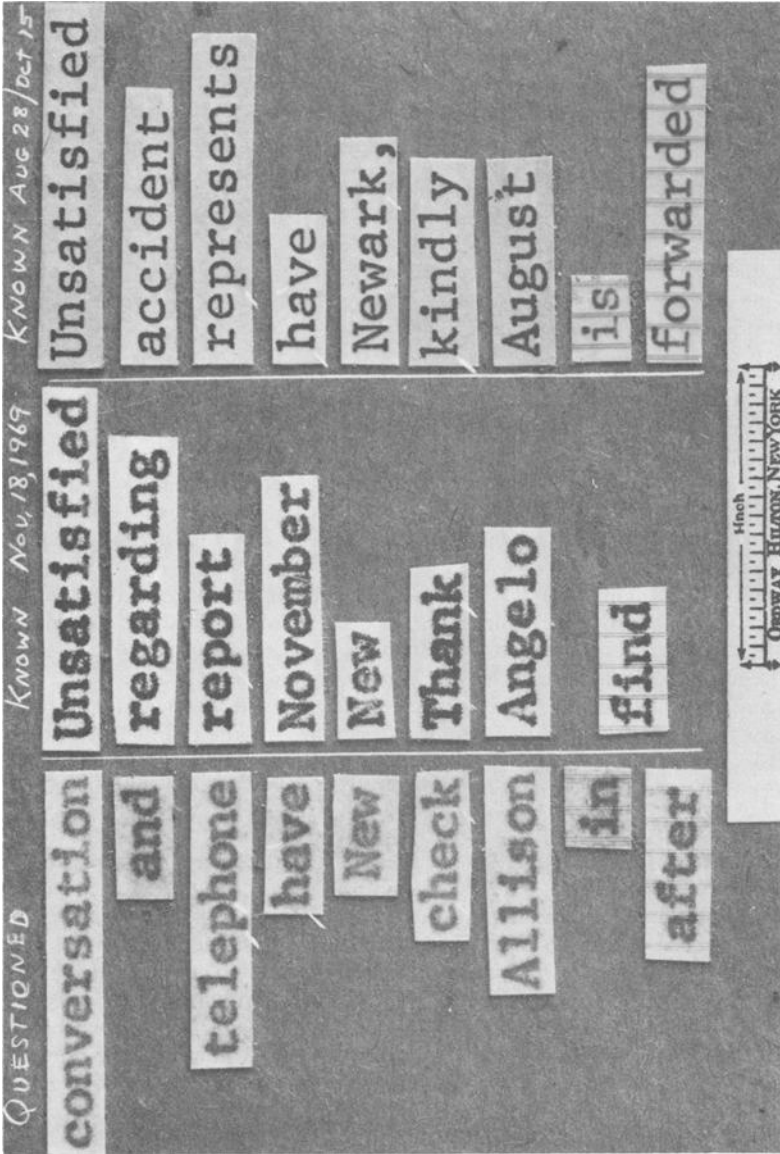 QUESTIONED
conversation
and
telephone
have
New
check
Allison
in
after
KNOWN Nov, 18, 1969
Unsatisfied
regarding
report
November
New
Thank
Angelo
find
KNOWN AUG 28/Oct 15
Unsatisfied
accident
represents
have
Newark,
kindly
August
is
forwarded
1-Inch
ORDWAY HILTON, NEW YORK